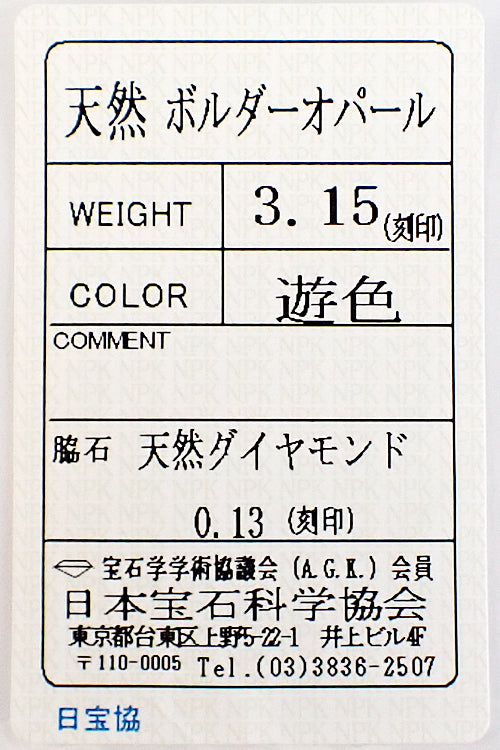 天然 ボルダーオパール
WEIGHT 3.15(刻印)
COLOR 遊色
COMMENT
脇石 天然ダイヤモンド
0.13 (刻印)
宝石学学術協議会 (A.G.K.) 会員
日本宝石科学協会
東京都台東区上野5-22-1 井上ビル4F
〒110-0005 Tel.(03)3836-2507
日宝協